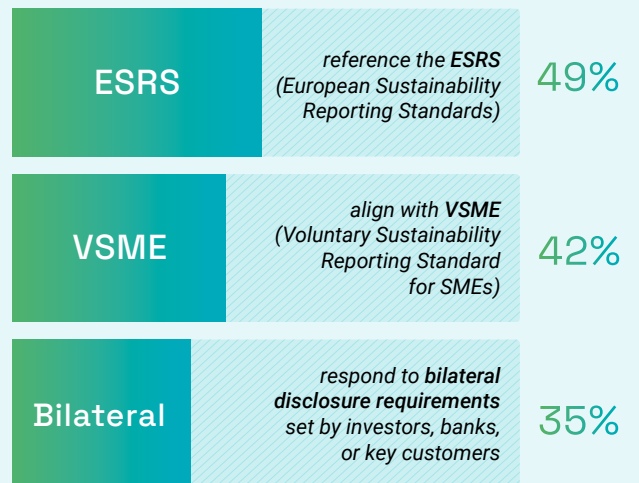 ESRS
reference the ESRS
(European Sustainability
Reporting Standards)
49%
VSME
align with VSME
(Voluntary Sustainability
Reporting Standard
for SMEs)
42%
Bilateral
respond to bilateral
disclosure requirements
set by investors, banks,
or key customers
35%